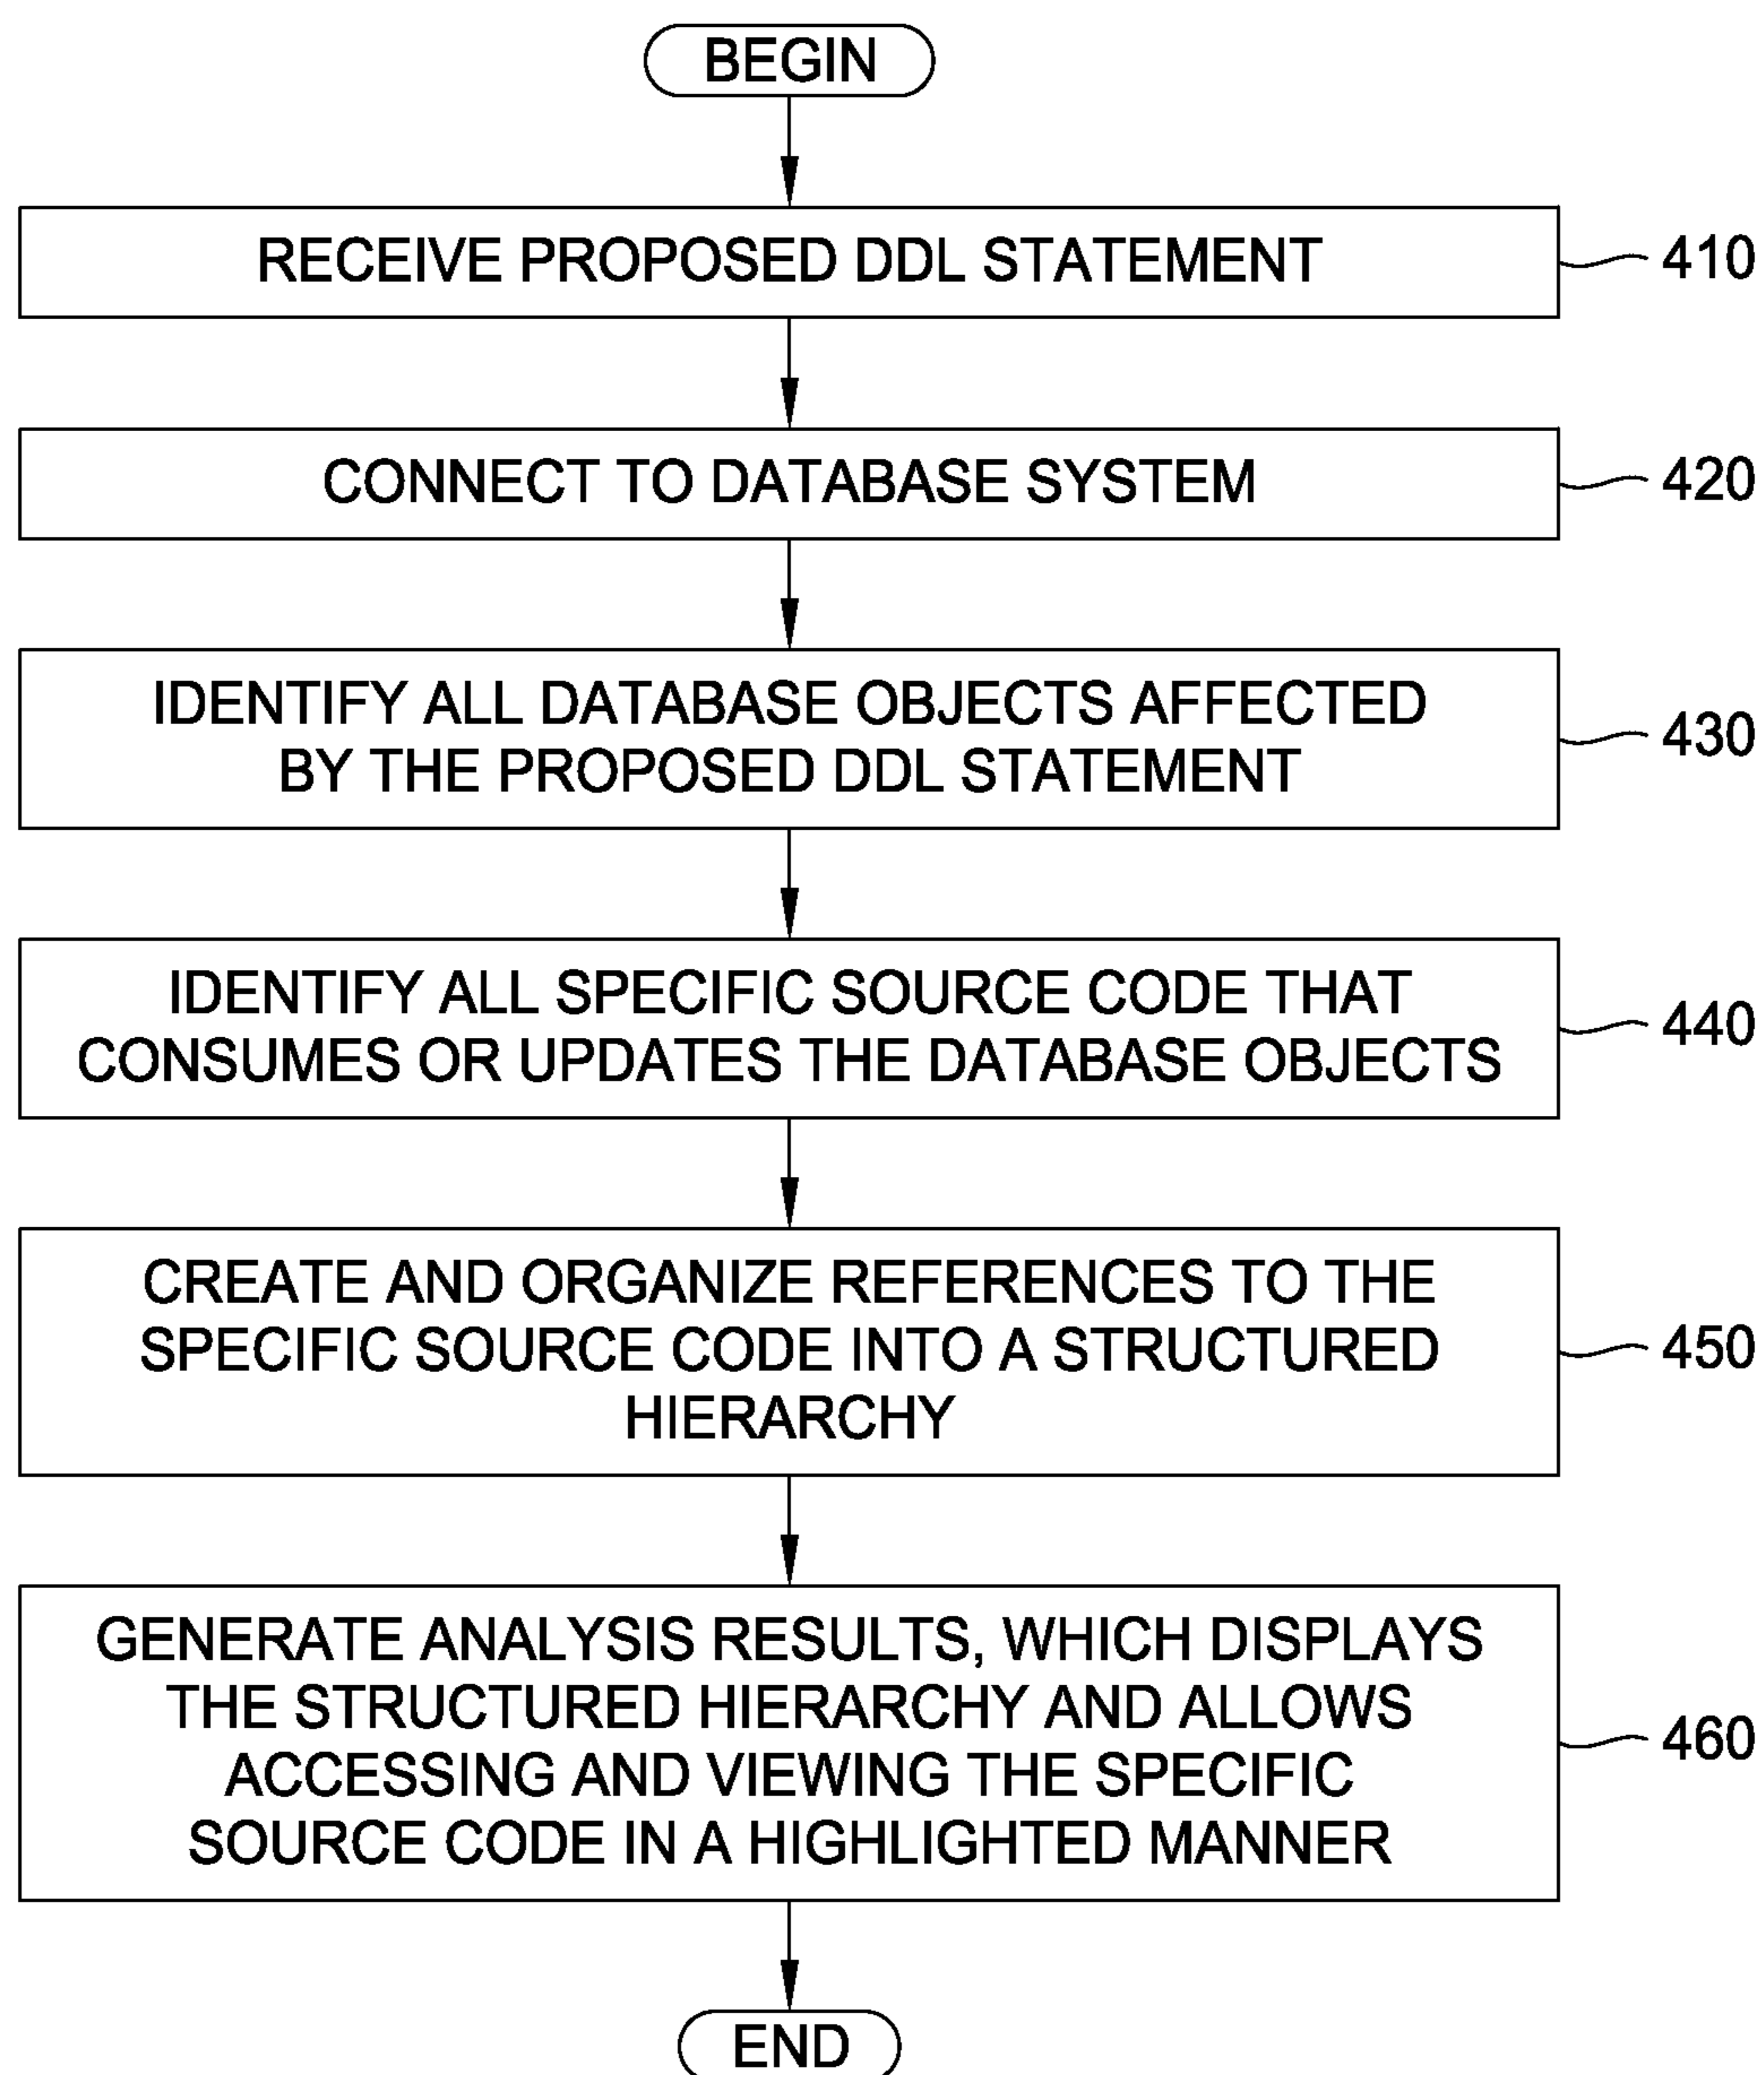 BEGIN
RECEIVE PROPOSED DDL STATEMENT
410
CONNECT TO DATABASE SYSTEM
420
IDENTIFY ALL DATABASE OBJECTS AFFECTED
BY THE PROPOSED DDL STATEMENT
430
IDENTIFY ALL SPECIFIC SOURCE CODE THAT
CONSUMES OR UPDATES THE DATABASE OBJECTS
440
CREATE AND ORGANIZE REFERENCES TO THE
SPECIFIC SOURCE CODE INTO A STRUCTURED
HIERARCHY
450
GENERATE ANALYSIS RESULTS, WHICH DISPLAYS
THE STRUCTURED HIERARCHY AND ALLOWS
ACCESSING AND VIEWING THE SPECIFIC
SOURCE CODE IN A HIGHLIGHTED MANNER
460
END